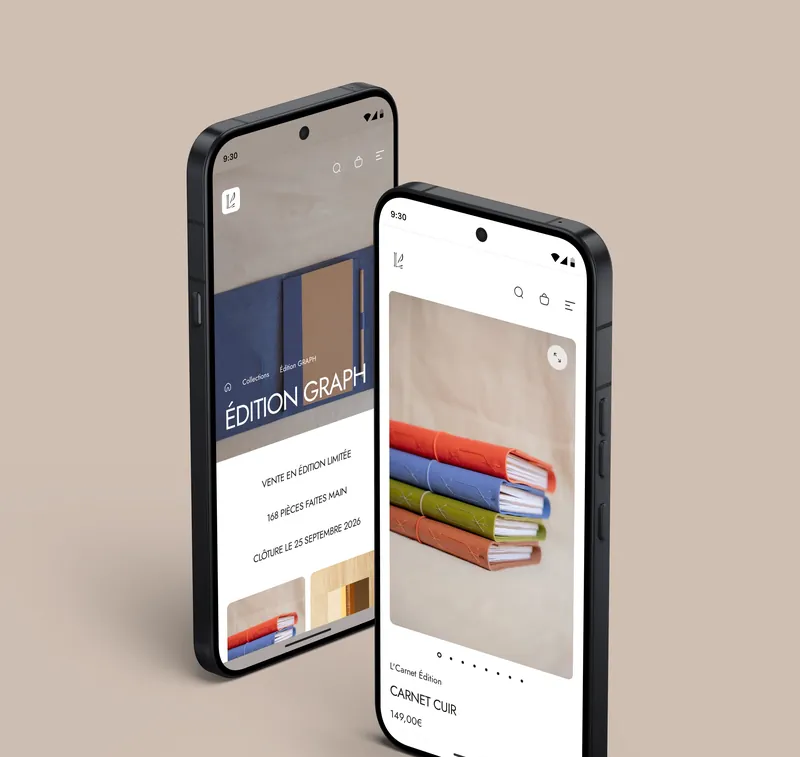 9:30
Collections
Édition GRAPH
ÉDITION GRAPH
VENTE EN ÉDITION LIMITÉE
168 PIÈCES FAITES MAIN
CLÔTURE LE 25 SEPTEMBRE 2026
9:30
L'Carnet Édition
CARNET CUIR
149,00€